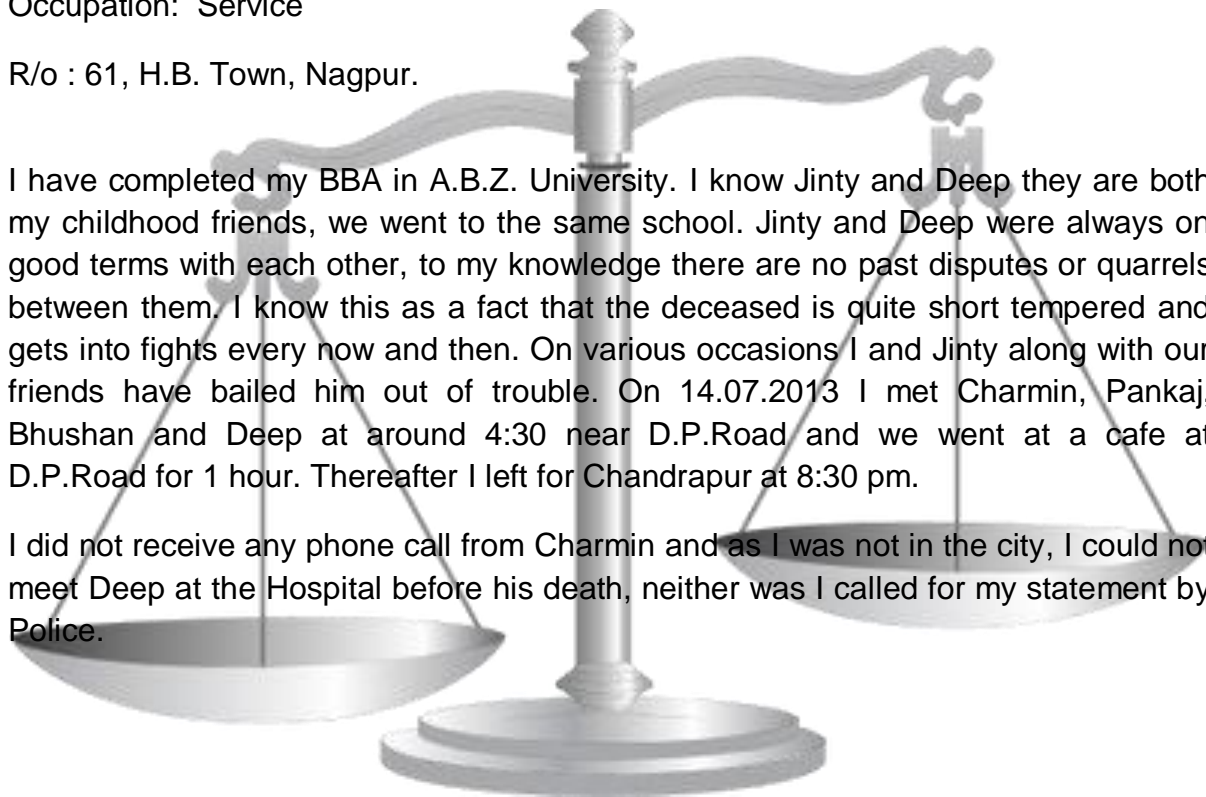 Occupation: Service
R/o : 61, H.B. Town, Nagpur.
I have completed my BBA in A.B.Z. University. I know Jinty and Deep they are both
my childhood friends, we went to the same school. Jinty and Deep were always on
good terms with each other, to my knowledge there are no past disputes or quarrels
between them. I know this as a fact that the deceased is quite short tempered and
gets into fights every now and then. On various occasions I and Jinty along with our
friends have bailed him out of trouble. On 14.07.2013 I met Charmin, Pankaj,
Bhushan and Deep at around 4:30 near D.P.Road and we went at a cafe at
D.P.Road for 1 hour. Thereafter I left for Chandrapur at 8:30 pm.
I did not receive any phone call from Charmin and as I was not in the city, I could not
meet Deep at the Hospital before his death, neither was I called for my statement by
Police.